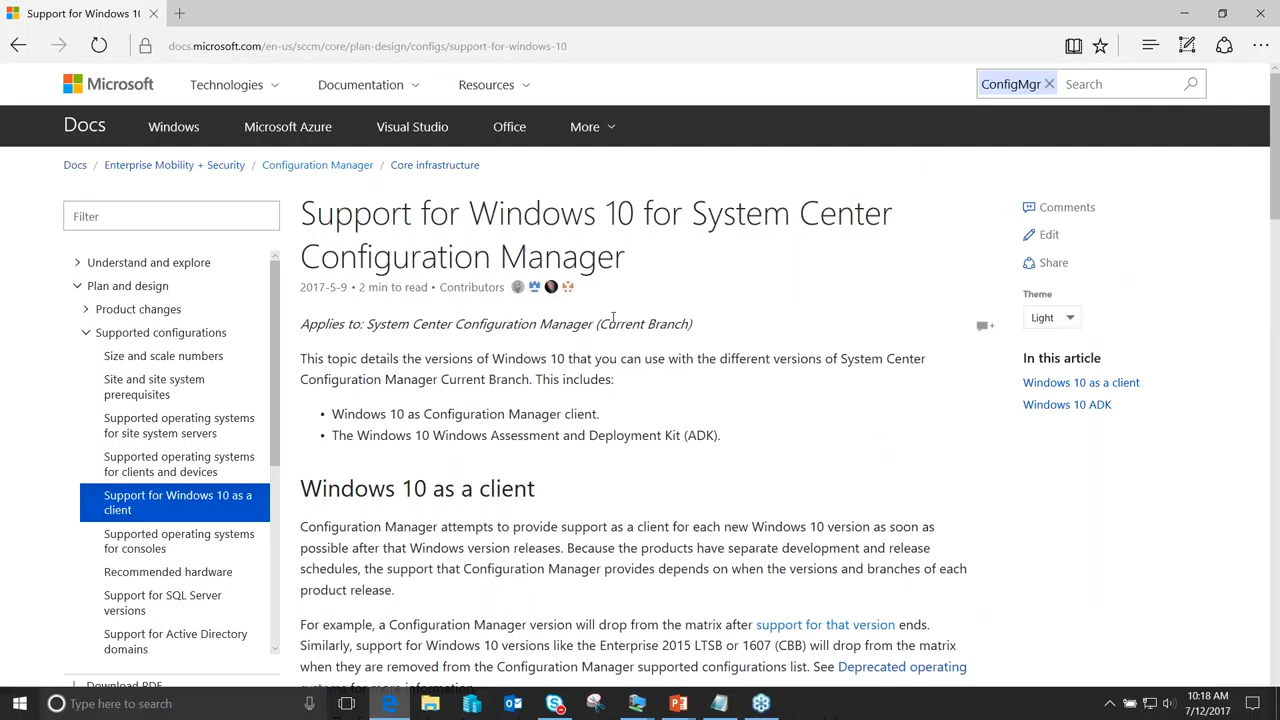 Support for Windows 10
docs.microsoft.com/en-us/sccm/core/plan-design/configs/support-for-windows-10
Microsoft
Technologies
Documentation
Resources
ConfigMgr
Search
Docs
Windows
Microsoft Azure
Visual Studio
Office
More
Docs / Enterprise Mobility + Security / Configuration Manager / Core infrastructure
Filter
Understand and explore
Plan and design
Product changes
Supported configurations
Size and scale numbers
Site and site system
prerequisites
Supported operating systems
for site system servers
Supported operating systems
for clients and devices
Support for Windows 10 as a
client
Supported operating systems
for consoles
Recommended hardware
Support for SQL Server
versions
Support for Active Directory
domains
Download PDF
Support for Windows 10 for System Center
Configuration Manager
2017-5-9 • 2 min to read • Contributors
Applies to: System Center Configuration Manager (Current Branch)
This topic details the versions of Windows 10 that you can use with the different versions of System Center
Configuration Manager Current Branch. This includes:
• Windows 10 as Configuration Manager client.
• The Windows 10 Windows Assessment and Deployment Kit (ADK).
Windows 10 as a client
Configuration Manager attempts to provide support as a client for each new Windows 10 version as soon as
possible after that Windows version releases. Because the products have separate development and release
schedules, the support that Configuration Manager provides depends on when the versions and branches of each
product release.
For example, a Configuration Manager version will drop from the matrix after support for that version ends.
Similarly, support for Windows 10 versions like the Enterprise 2015 LTSB or 1607 (CBB) will drop from the matrix
when they are removed from the Configuration Manager supported configurations list. See Deprecated operating
systems for more information.
Comments
Edit
Share
Theme
Light
In this article
Windows 10 as a client
Windows 10 ADK
Type here to search
10:18 AM
7/12/2017